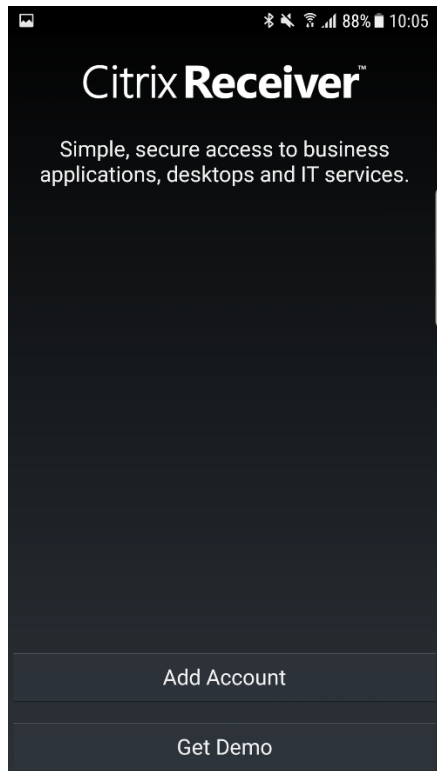 88% 10:05
Citrix Receiver™
Simple, secure access to business
applications, desktops and IT services.
Add Account
Get Demo